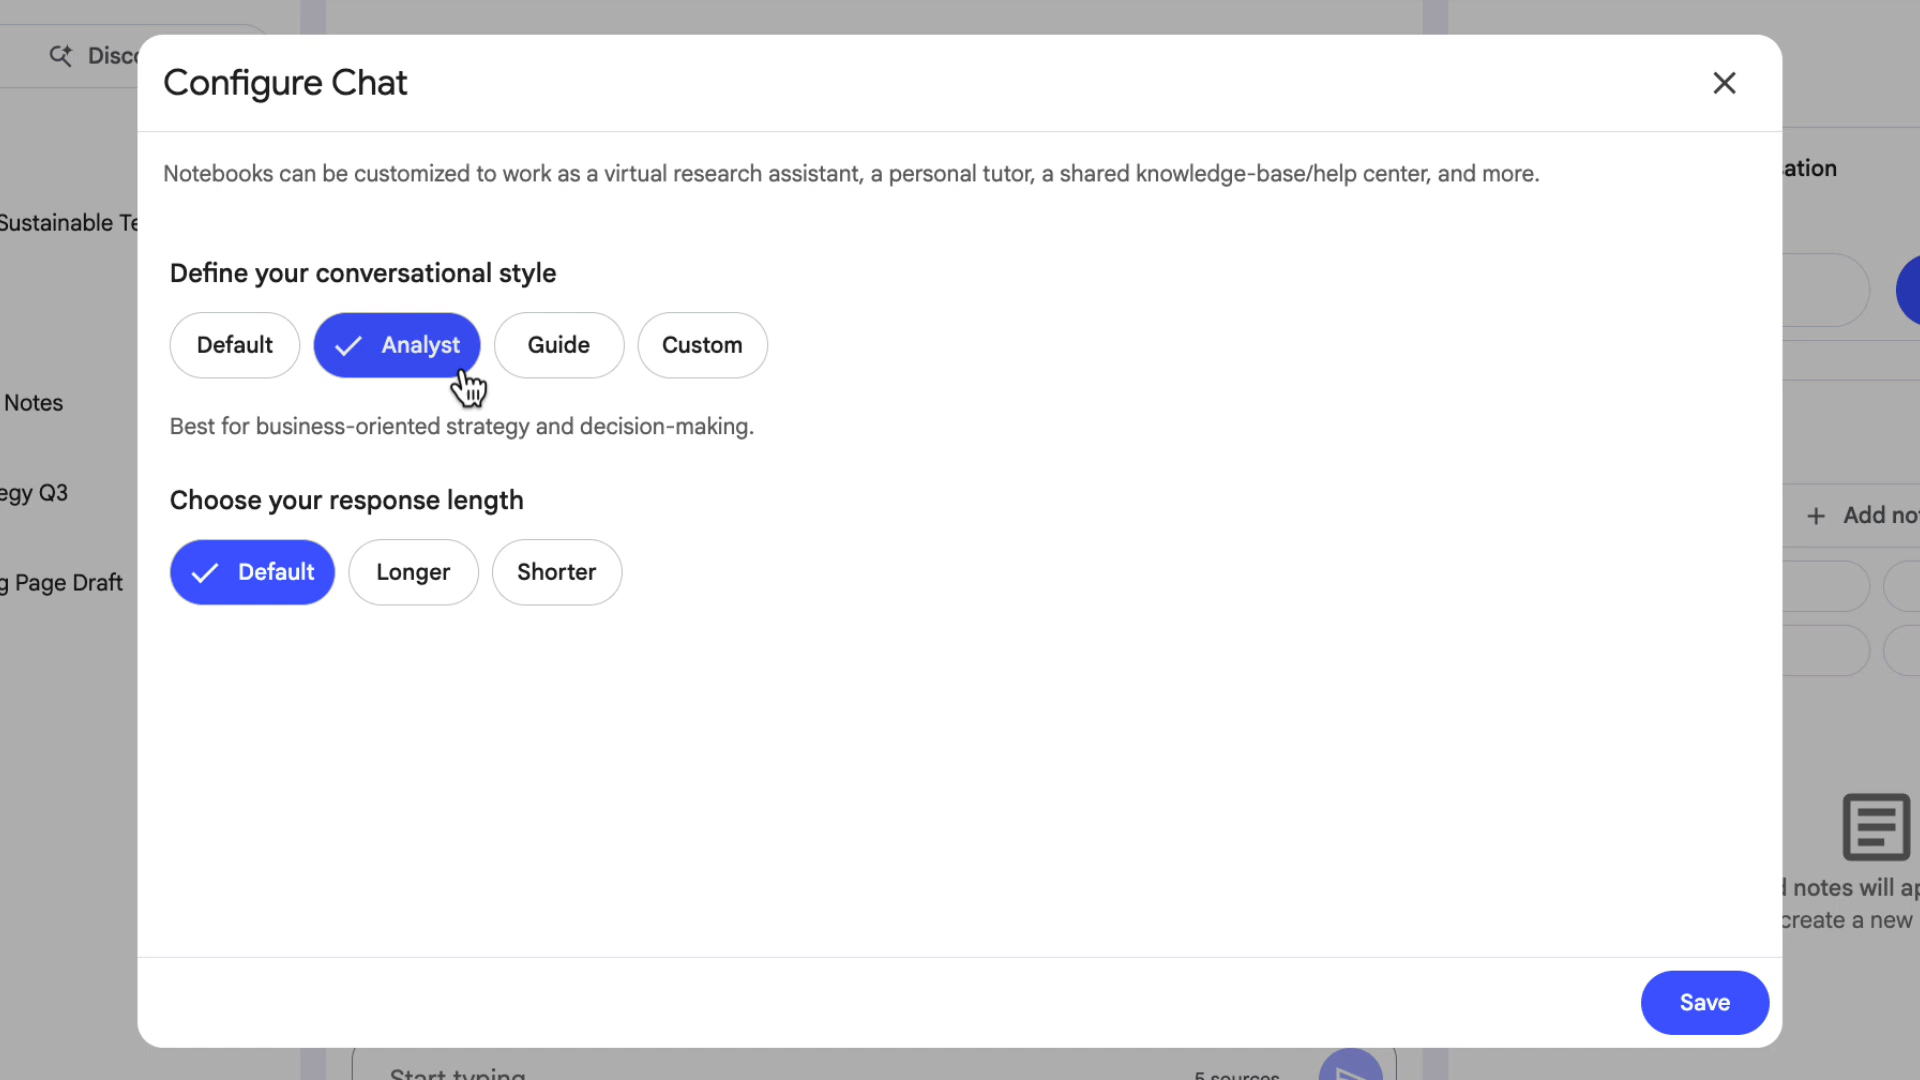 Configure Chat
Notebooks can be customized to work as a virtual research assistant, a personal tutor, a shared knowledge-base/help center, and more.
Define your conversational style
Default
Analyst
Guide
Custom
Best for business-oriented strategy and decision-making.
Choose your response length
Default
Longer
Shorter
Save
Disc
Sustainable Te
Notes
egy Q3
g Page Draft
ation
Add no
notes will ap
create a new
Start typing
5 sources